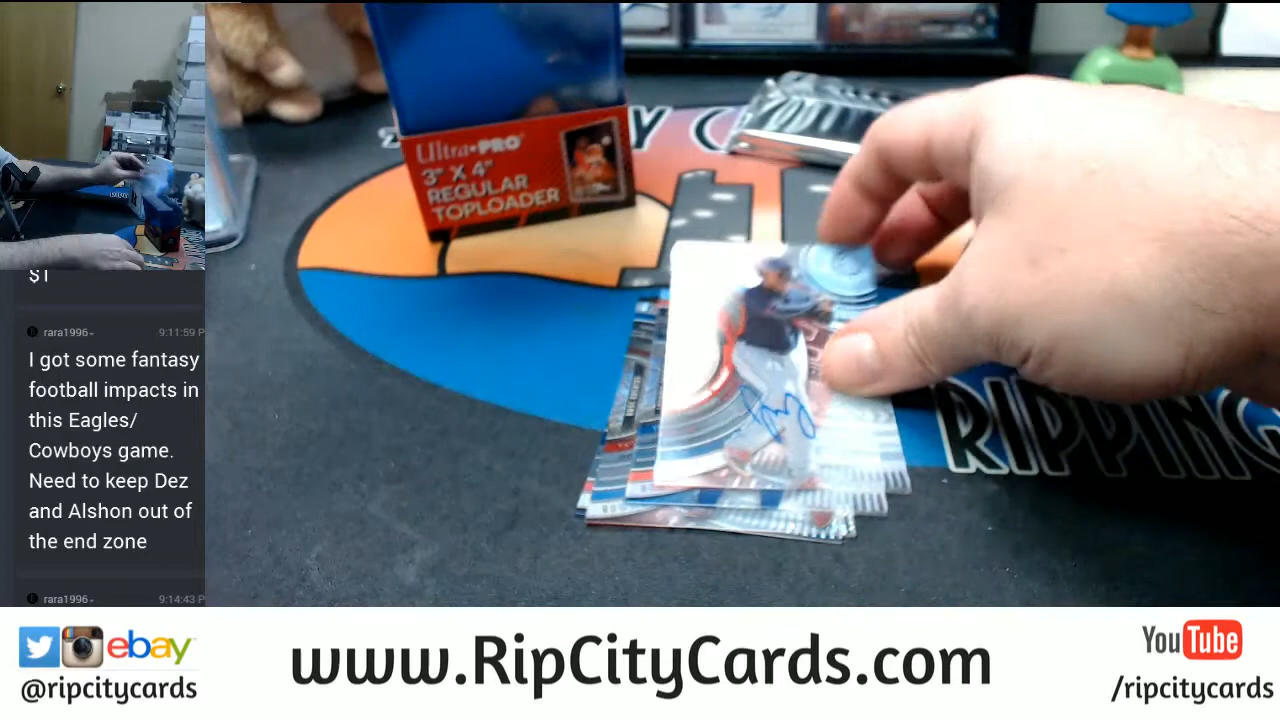 $1
rara1996
9:11:59 P
I got some fantasy
football impacts in
this Eagles/
Cowboys game.
Need to keep Dez
and Alshon out of
the end zone
rara1996
9:14:43 P
Ultra•PRO
3" X 4"
REGULAR
TOPLOADER
Y C
RIPPING
ebay
@ripcitycards
www.RipCityCards.com
YouTube
/ripcitycards